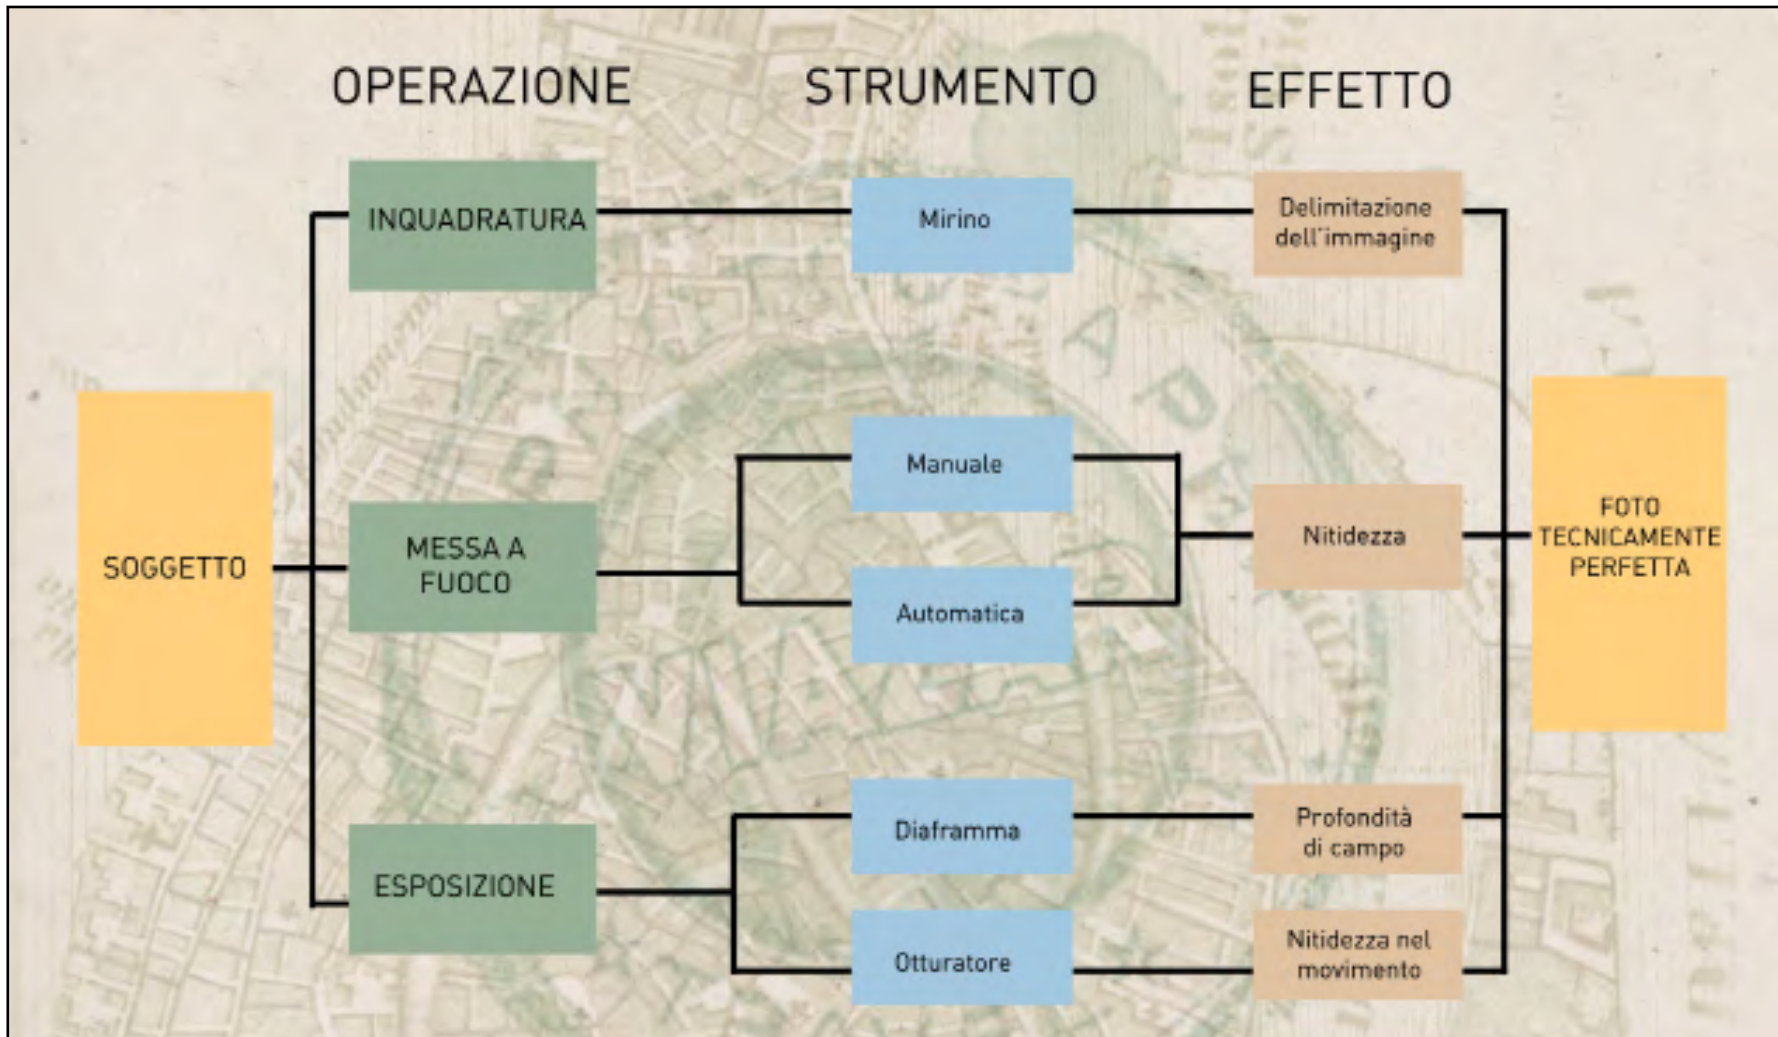 OPERAZIONE
STRUMENTO
EFFETTO
INQUADRATURA
Mirino
Delimitazione
dell'immagine
SOGGETTO
MESSA A
FUOCO
Manuale
Automatica
Nitidezza
FOTO
TECNICAMENTE
PERFETTA
ESPOSIZIONE
Diaframma
Profondità
di campo
Otturatore
Nitidezza nel
movimento